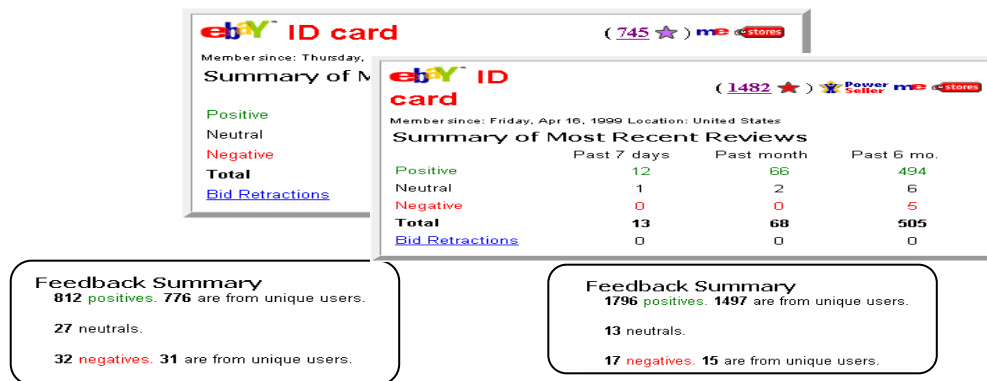 ebaY™ ID card ( 745 ) me stores
Member since: Thursday,
Summary of M
Positive
Neutral
Negative
Total
Bid Retractions
ebaY™ ID card ( 1482 ) Power Seller me stores
Member since: Friday, Apr 16, 1999 Location: United States
Summary of Most Recent Reviews
Past 7 days Past month Past 6 mo.
Positive 12 66 494
Neutral 1 2 6
Negative 0 0 5
Total 13 68 505
Bid Retractions 0 0 0
Feedback Summary
812 positives. 776 are from unique users.
27 neutrals.
32 negatives. 31 are from unique users.
Feedback Summary
1796 positives. 1497 are from unique users.
13 neutrals.
17 negatives. 15 are from unique users.